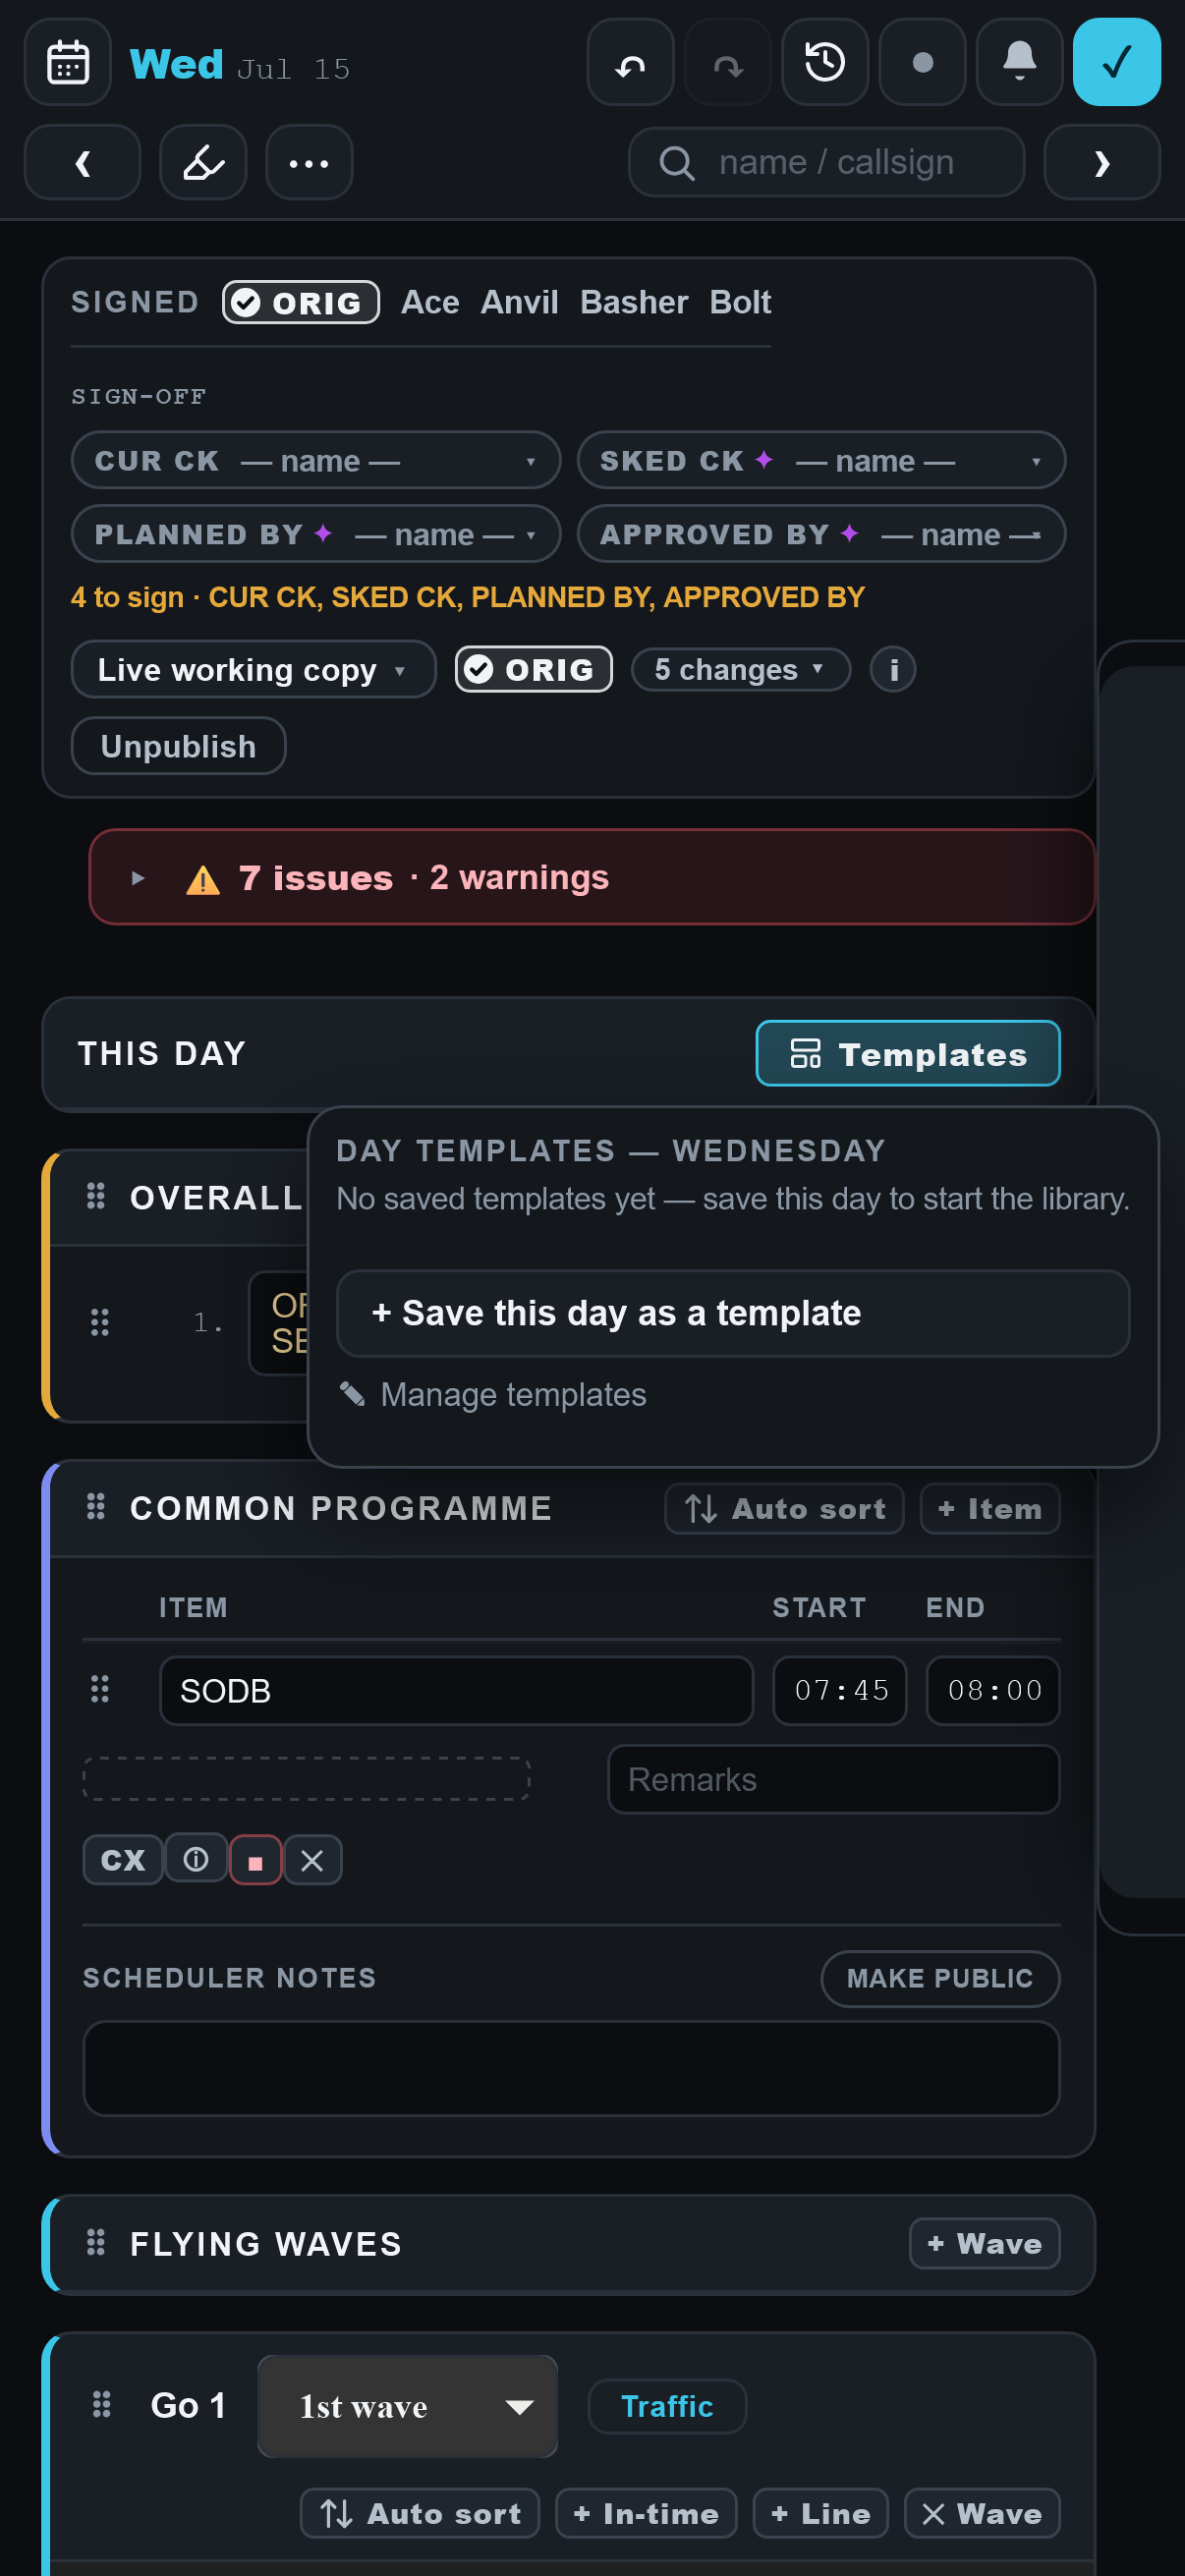 Wed Jul 15
name / callsign
SIGNED ORIG Ace Anvil Basher Bolt
SIGN-OFF
CUR CK — name —
SKED CK — name —
PLANNED BY — name —
APPROVED BY — name —
4 to sign · CUR CK, SKED CK, PLANNED BY, APPROVED BY
Live working copy ORIG 5 changes i
Unpublish
7 issues · 2 warnings
THIS DAY Templates
DAY TEMPLATES — WEDNESDAY
No saved templates yet — save this day to start the library.
+ Save this day as a template
Manage templates
OVERALL
1.
COMMON PROGRAMME Auto sort + Item
ITEM START END
SODB 07:45 08:00
Remarks
CX
SCHEDULER NOTES MAKE PUBLIC
FLYING WAVES + Wave
Go 1 1st wave Traffic
Auto sort + In-time + Line × Wave